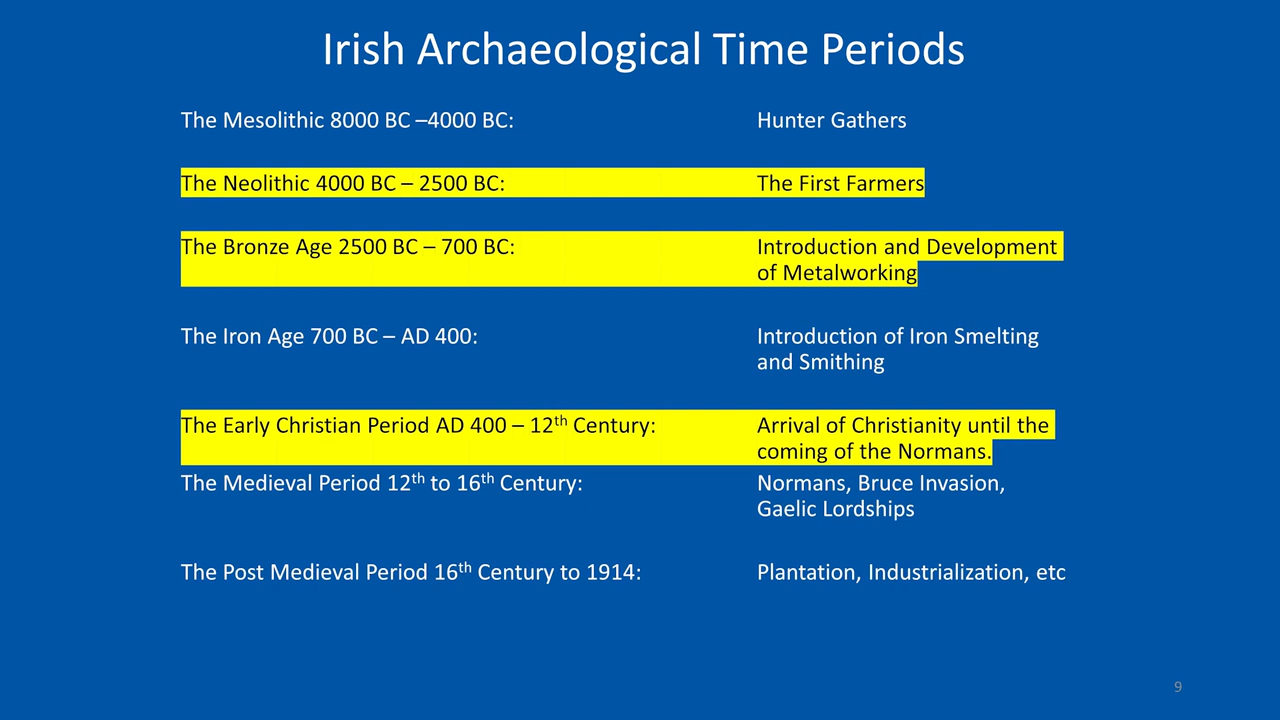 Irish Archaeological Time Periods
The Mesolithic 8000 BC –4000 BC: Hunter Gathers
The Neolithic 4000 BC – 2500 BC: The First Farmers
The Bronze Age 2500 BC – 700 BC: Introduction and Development
of Metalworking
The Iron Age 700 BC – AD 400: Introduction of Iron Smelting
and Smithing
The Early Christian Period AD 400 – 12th Century: Arrival of Christianity until the
coming of the Normans.
The Medieval Period 12th to 16th Century: Normans, Bruce Invasion,
Gaelic Lordships
The Post Medieval Period 16th Century to 1914: Plantation, Industrialization, etc
9